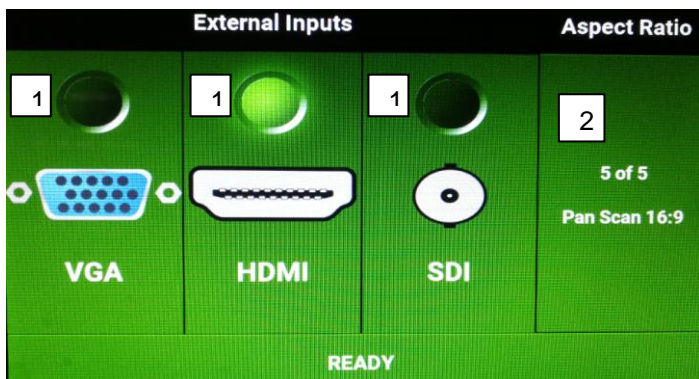 External Inputs
Aspect Ratio
1
1
1
2
5 of 5
Pan Scan 16:9
VGA
HDMI
SDI
READY